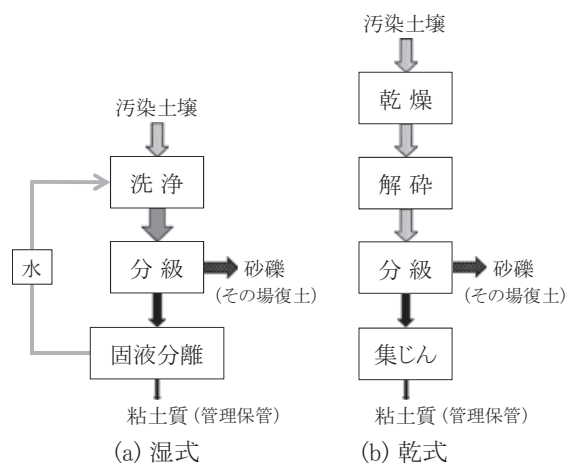 汚染土壌
洗 浄
水
分 級
砂礫
(その場復土)
固液分離
粘土質 (管理保管)
(a) 湿式
汚染土壌
乾 燥
解 砕
分 級
砂礫
(その場復土)
集じん
粘土質 (管理保管)
(b) 乾式